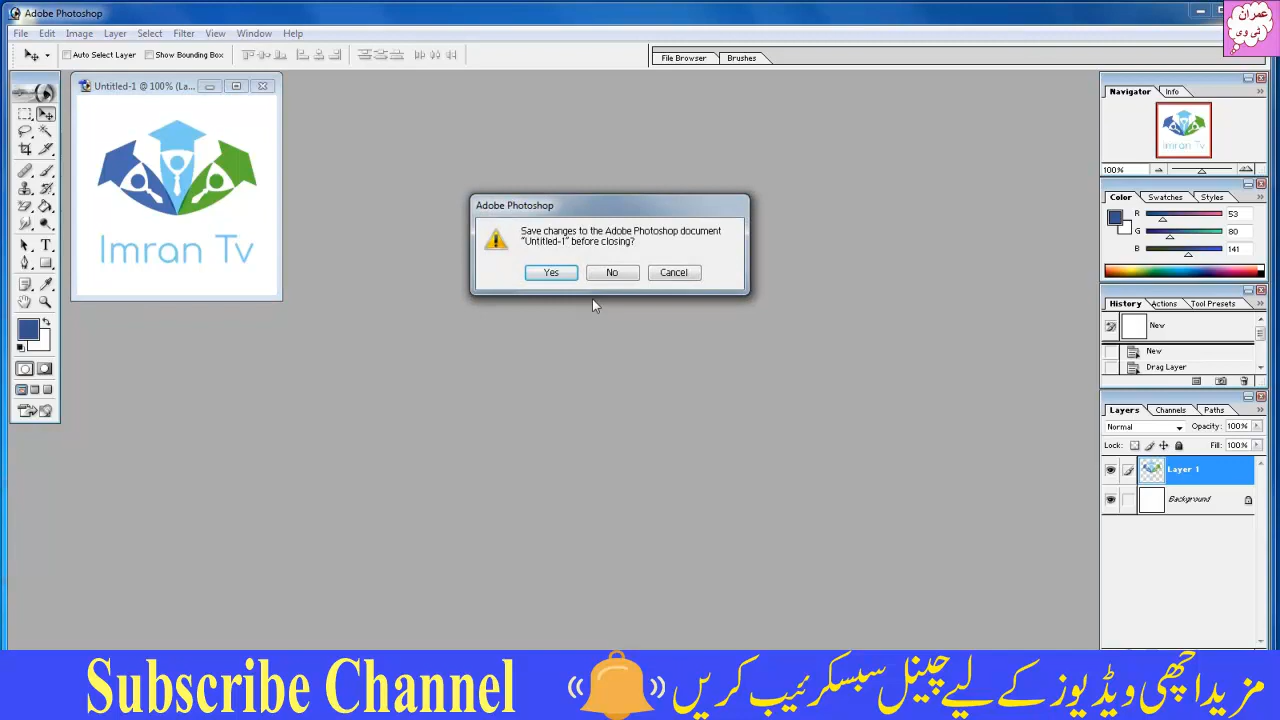 Adobe Photoshop
عمران
ٹی وی
File Edit Image Layer Select Filter View Window Help
Auto Select Layer Show Bounding Box
File Browser Brushes
Untitled-1 @ 100% (La...
Imran Tv
Adobe Photoshop
Save changes to the Adobe Photoshop document
"Untitled-1" before closing?
Yes No Cancel
Navigator Info
Imran Tv
100%
Color Swatches Styles
R 53
G 80
B 141
History Actions Tool Presets
New
New
Drag Layer
Layers Channels Paths
Normal Opacity: 100%
Lock: Fill: 100%
Layer 1
Background
Subscribe Channel
مزید اچھی ویڈیوز کے لیے چینل سبسکرئیب کریں